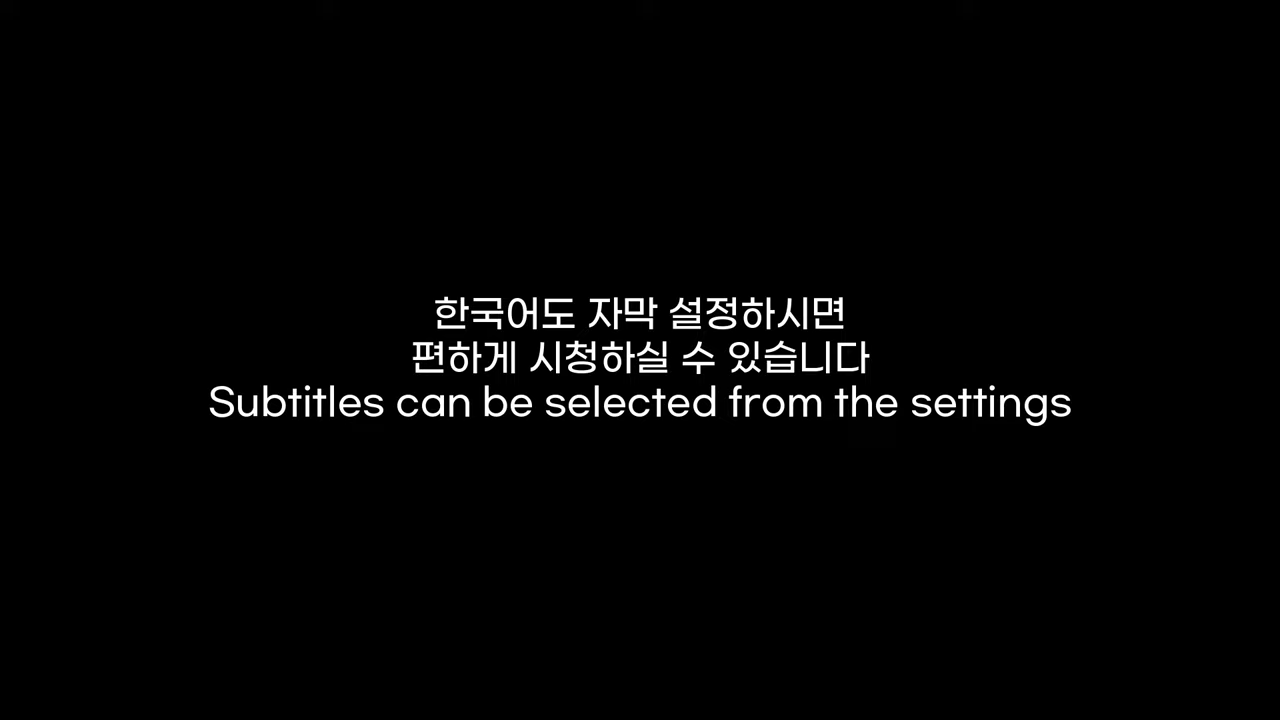 한국어도 자막 설정하시면
편하게 시청하실 수 있습니다
Subtitles can be selected from the settings